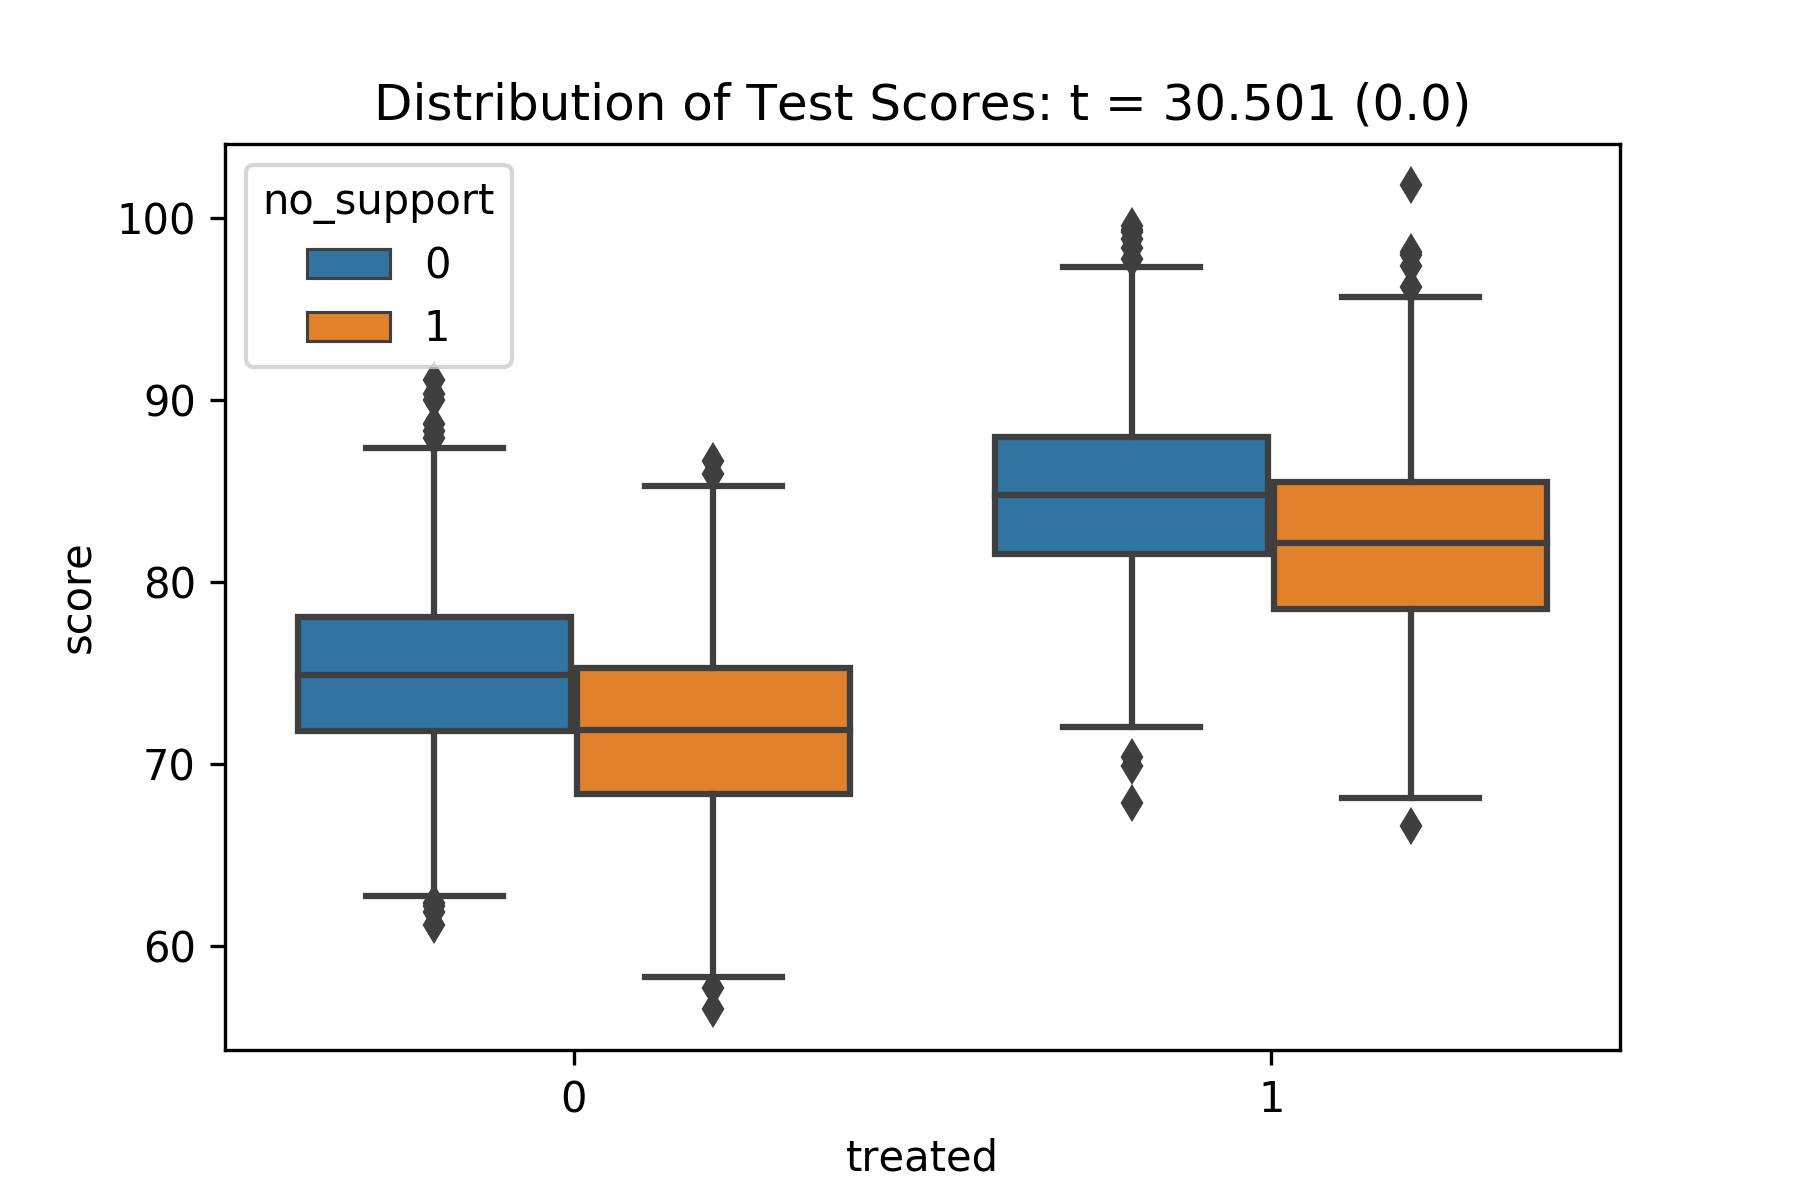 Distribution of Test Scores: t = 30.501 (0.0)
no_support
0
1
100
90
80
70
60
score
0
1
treated